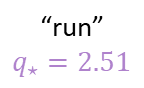 “run”
q⋆ = 2.51